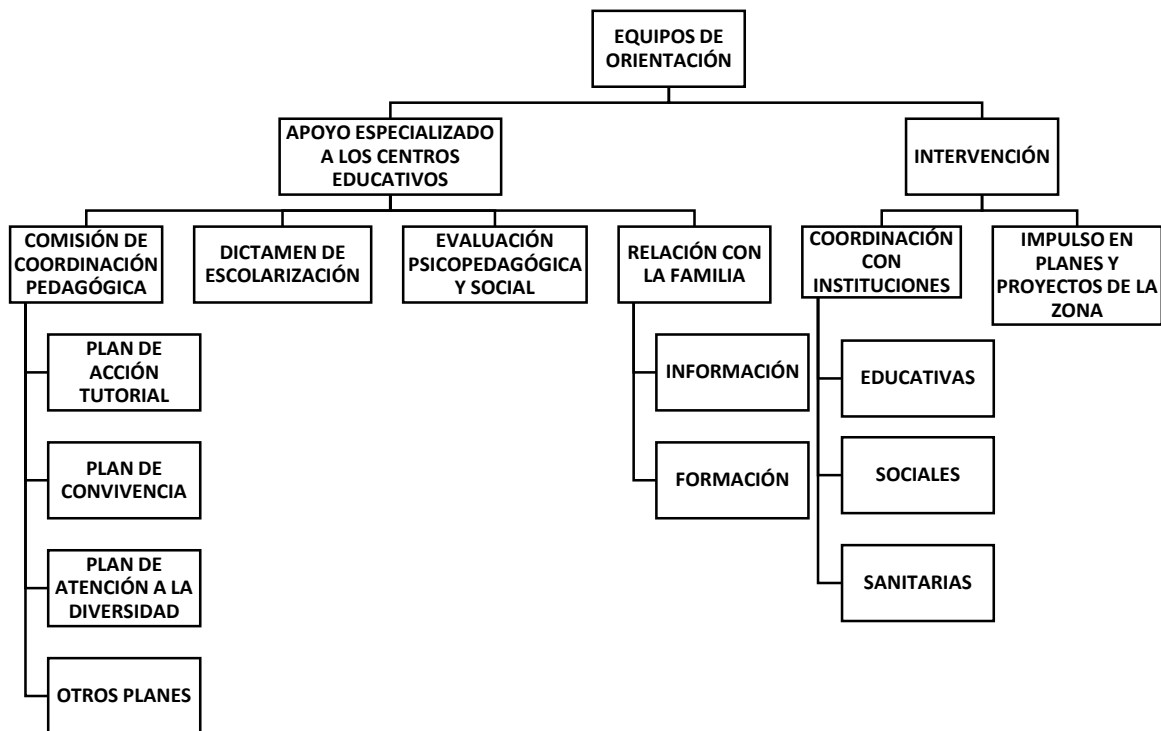 EQUIPOS DE
ORIENTACIÓN
APOYO ESPECIALIZADO
A LOS CENTROS
EDUCATIVOS
INTERVENCIÓN
COMISIÓN DE
COORDINACIÓN
PEDAGÓGICA
DICTAMEN DE
ESCOLARIZACIÓN
EVALUACIÓN
PSICOPEDAGÓGICA
Y SOCIAL
RELACIÓN CON
LA FAMILIA
COORDINACIÓN
CON
INSTITUCIONES
IMPULSO EN
PLANES Y
PROYECTOS DE LA
ZONA
PLAN DE
ACCIÓN
TUTORIAL
PLAN DE
CONVIVENCIA
PLAN DE
ATENCIÓN A LA
DIVERSIDAD
OTROS PLANES
INFORMACIÓN
FORMACIÓN
EDUCATIVAS
SOCIALES
SANITARIAS